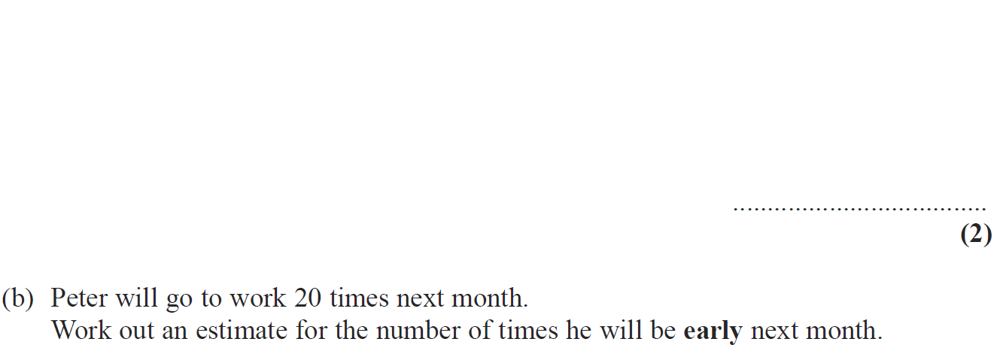 ....................................
(2)
(b) Peter will go to work 20 times next month.
Work out an estimate for the number of times he will be early next month.